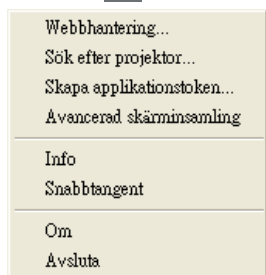 Webbhantering...
Sök efter projektor...
Skapa applikationstoken...
Avancerad skärminsamling
Info
Snabbtangent
Om
Avsluta